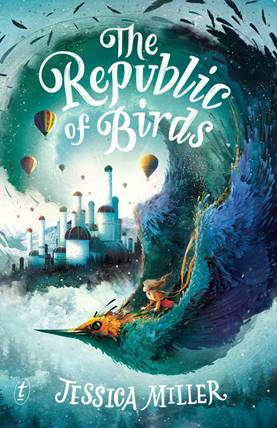 The
Republic
of Birds
t
JESSICA MILLER